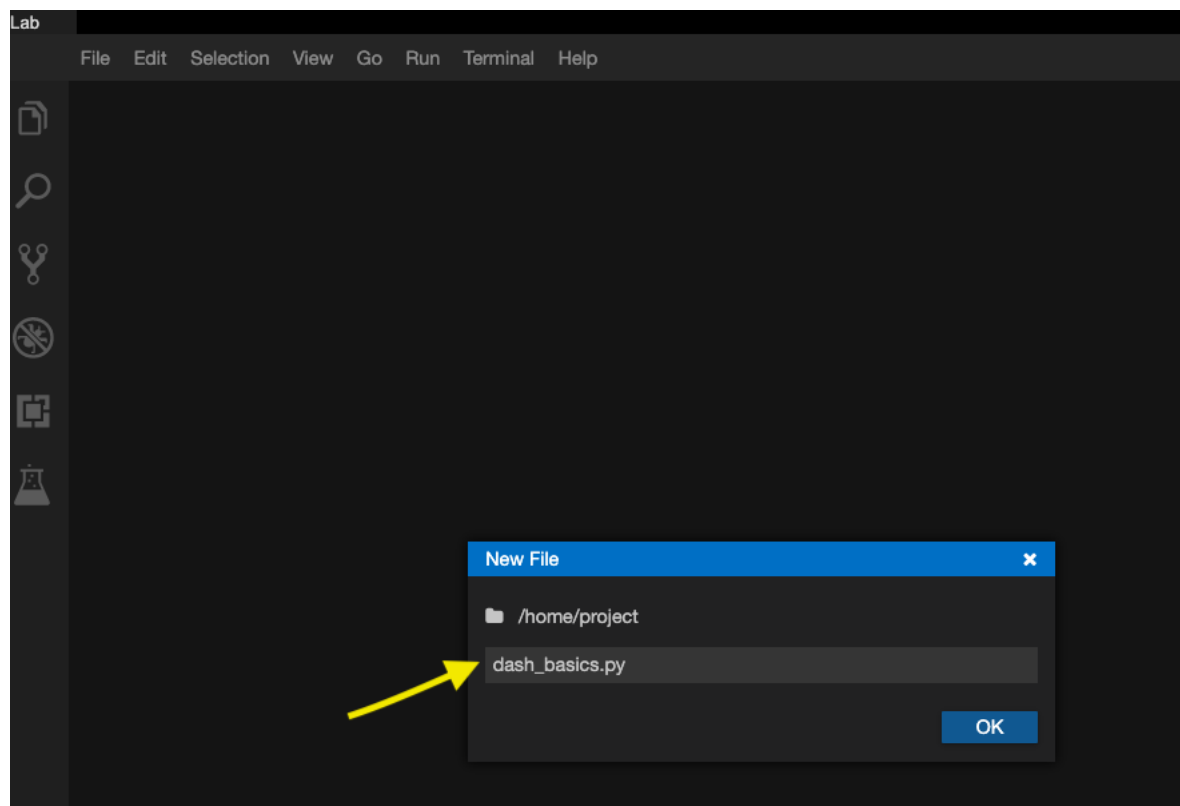 Lab
File Edit Selection View Go Run Terminal Help
New File
/home/project
dash_basics.py
OK